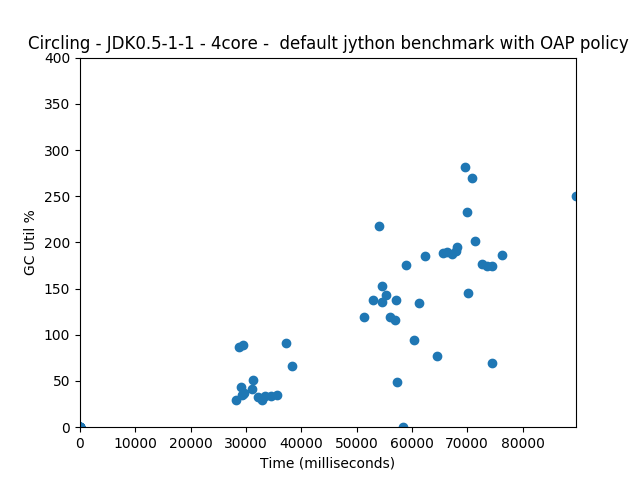 Circling - JDK0.5-1-1 - 4core -  default jython benchmark with OAP policy
400
350
300
250
200
150
100
50
0
GC Util %
0 10000 20000 30000 40000 50000 60000 70000 80000
Time (milliseconds)